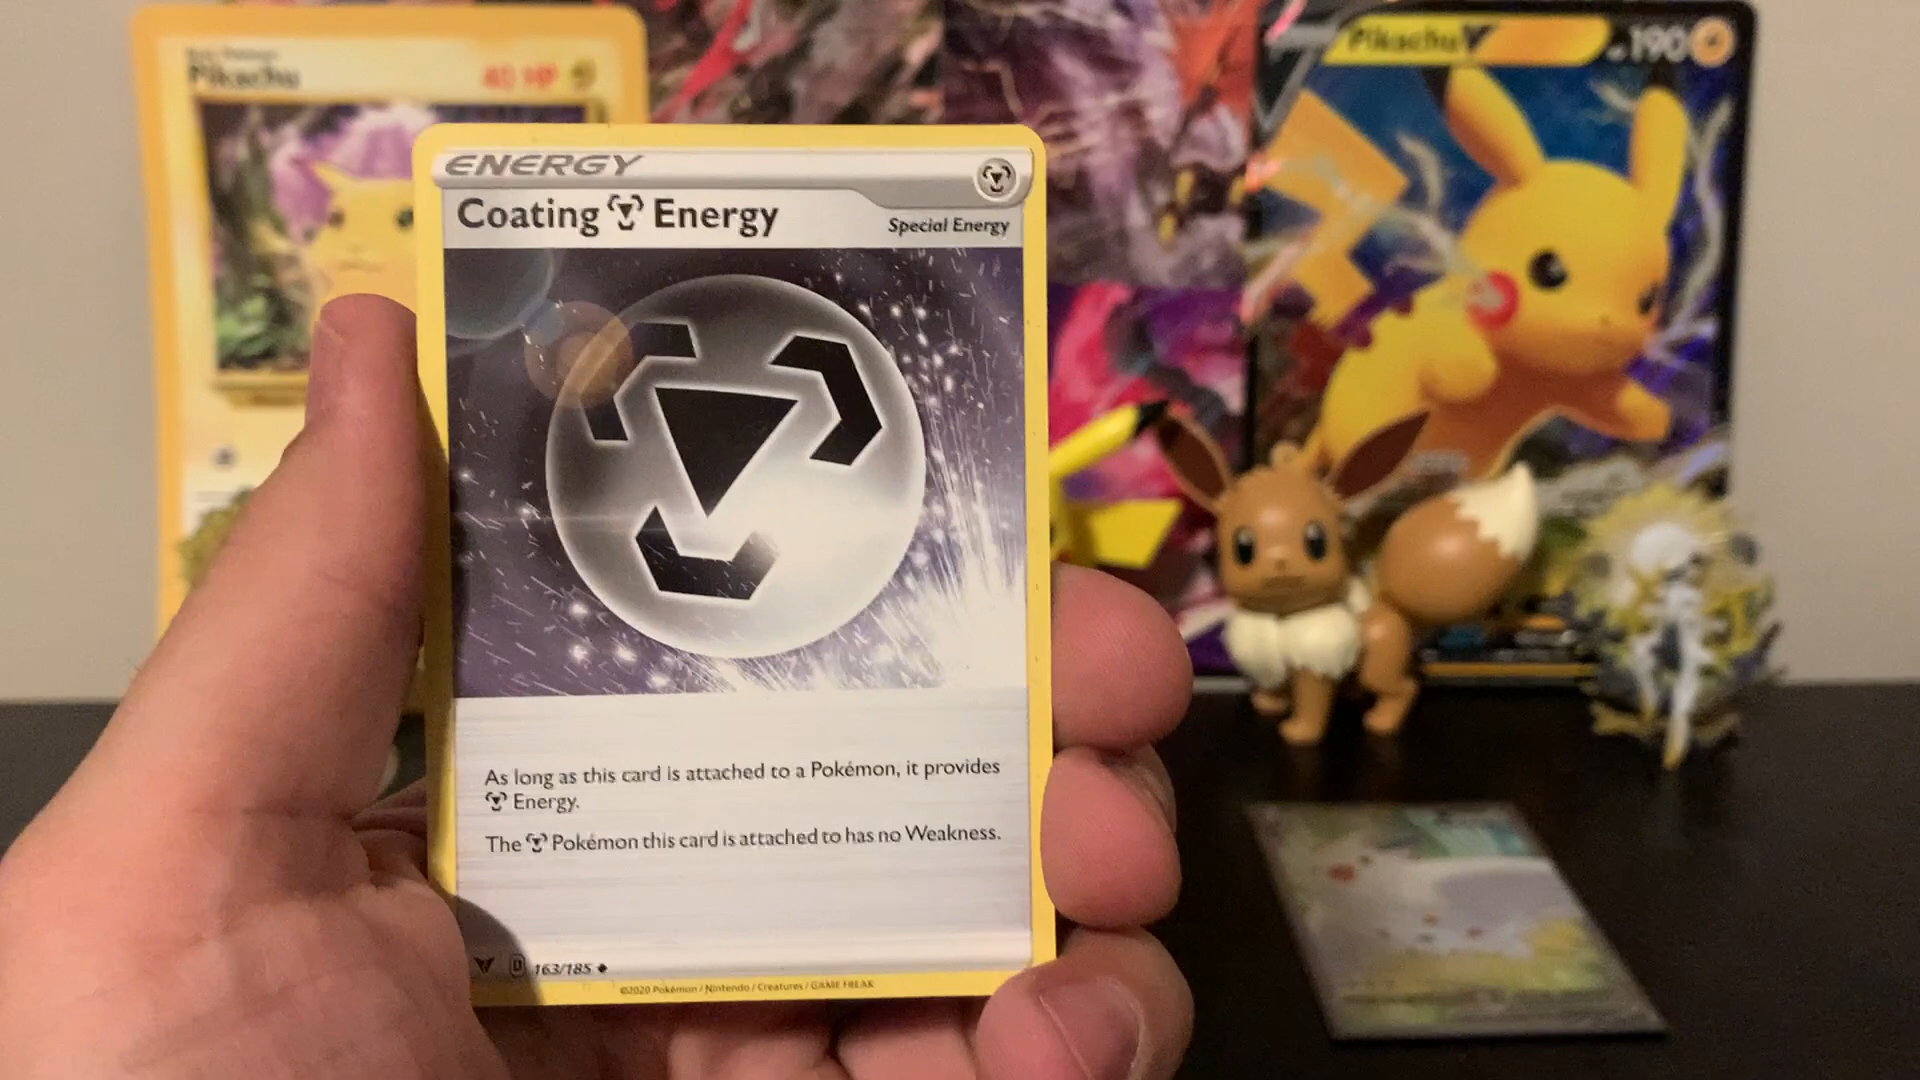 Pikachu
40 HP
Pikachu V
190
ENERGY
Coating Energy
Special Energy
As long as this card is attached to a Pokémon, it provides
Energy.
The Pokémon this card is attached to has no Weakness.
D 163/185
©2020 Pokémon / Nintendo / Creatures / GAME FREAK